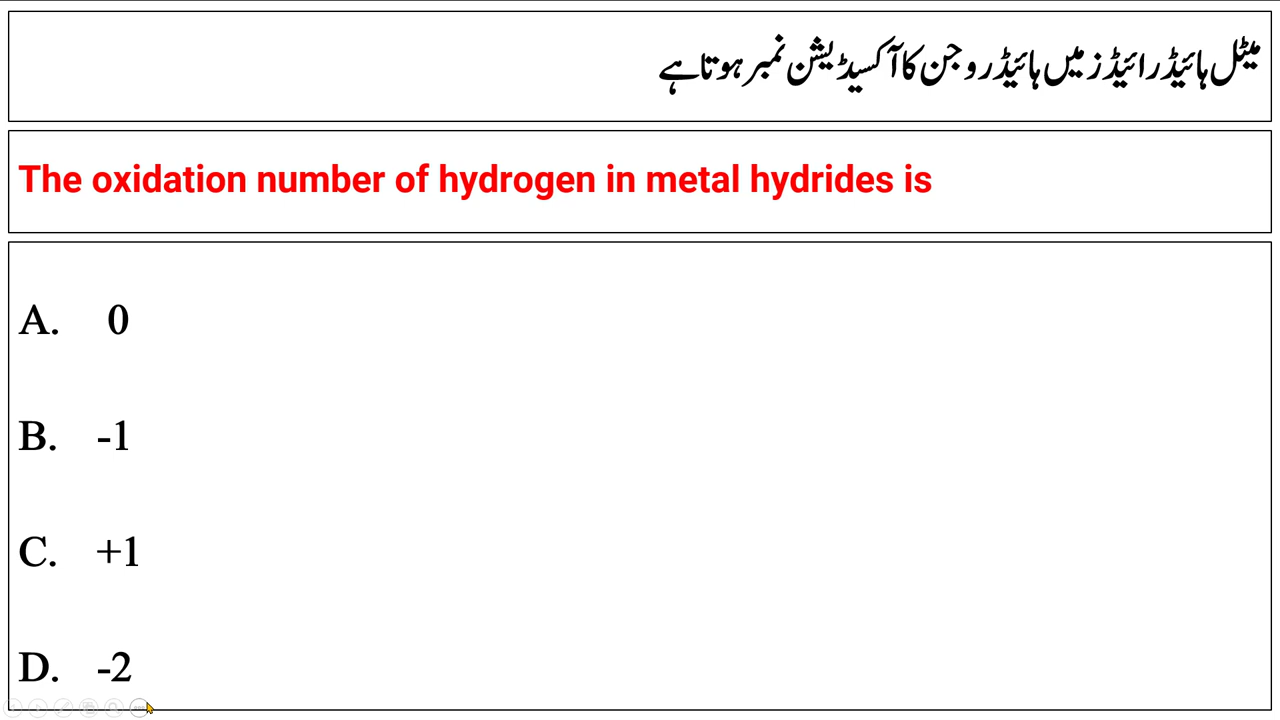 میٹل ہائیڈرائیڈز میں ہائیڈروجن کا آکسیڈیشن نمبر ہوتا ہے
The oxidation number of hydrogen in metal hydrides is
A. 0
B. -1
C. +1
D. -2